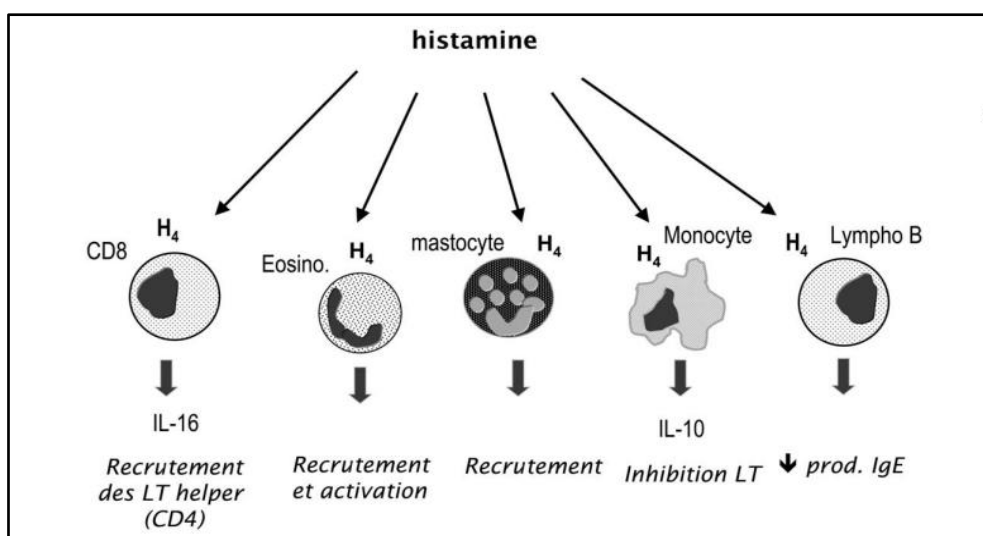 histamine
CD8
H₄
Eosino.
H₄
mastocyte
H₄
H₄
Monocyte
H₄
Lympho B
IL-16
Recrutement
des LT helper
(CD4)
Recrutement
et activation
Recrutement
IL-10
Inhibition LT
🡇 prod. IgE